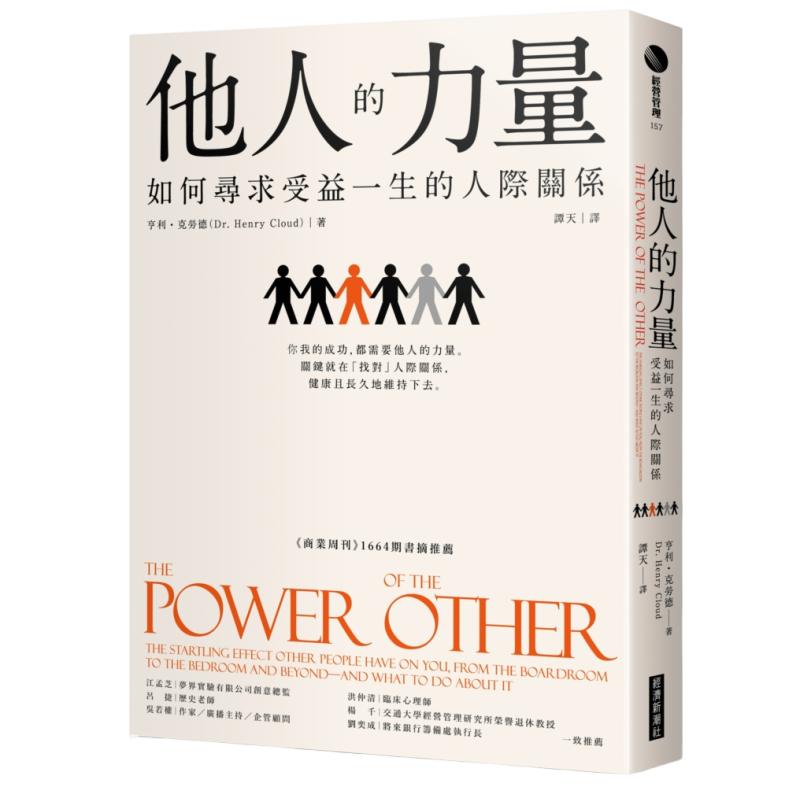 他人的力量
如何尋求受益一生的人際關係
亨利・克勞德(Dr. Henry Cloud)|著
譚天|譯
你我的成功,都需要他人的力量。
關鍵就在「找對」人際關係,
健康且長久地維持下去。
《商業周刊》1664期書摘推薦
THE POWER OF THE OTHER
THE STARTLING EFFECT OTHER PEOPLE HAVE ON YOU, FROM THE BOARDROOM
TO THE BEDROOM AND BEYOND—AND WHAT TO DO ABOUT IT
江孟芝|夢界實驗有限公司創意總監
呂 捷|歷史老師
吳若權|作家/廣播主持/企管顧問
洪仲清|臨床心理師
楊 千|交通大學經營管理研究所榮譽退休教授
劉奕成|將來銀行籌備處執行長
一致推薦
經營管理
157
他人的力量
THE POWER OF THE OTHER
如何尋求
受益一生的人際關係
亨利・克勞德——著
Dr. Henry Cloud
譚天——譯
經濟新潮社